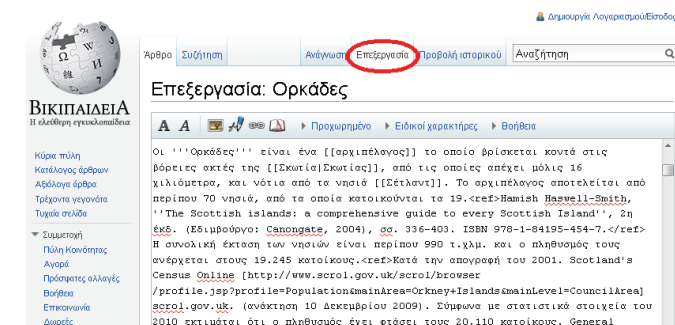 Δημιουργία Λογαριασμού/Είσοδος
Άρθρο Συζήτηση Ανάγνωση Επεξεργασία Προβολή ιστορικού Αναζήτηση
Επεξεργασία: Ορκάδες
ΒΙΚΙΠΑΙΔΕΙΑ
Η ελεύθερη εγκυκλοπαίδεια
Κύρια πύλη
Κατάλογος άρθρων
Αξιόλογα άρθρα
Τρέχοντα γεγονότα
Τυχαία σελίδα
Συμμετοχή
Πύλη Κοινότητας
Αγορά
Πρόσφατες αλλαγές
Βοήθεια
Επικοινωνία
Δωρεές
A A Προχωρημένο Ειδικοί χαρακτήρες Βοήθεια
Οι '''Ορκάδες''' είναι ένα [[αρχιπέλαγος]] το οποίο βρίσκεται κοντά στις
βόρειες ακτές της [[Σκωτία|Σκωτίας]], από τις οποίες απέχει μόλις 16
χιλιόμετρα, και νότια από τα νησιά [[Σέτλαντ]]. Το αρχιπέλαγος αποτελείται από
περίπου 70 νησιά, από τα οποία κατοικούνται τα 19.<ref>Hamish Haswell-Smith,
''The Scottish islands: a comprehensive guide to every Scottish Island'', 2η
έκδ. (Εδιμβούργο: Canongate, 2004), σσ. 336-403. ISBN 978-1-84195-454-7.</ref>
Η συνολική έκταση των νησιών είναι περίπου 990 τ.χλμ. και ο πληθυσμός τους
ανέρχεται στους 19.245 κατοίκους.<ref>Κατά την απογραφή του 2001. Scotland's
Census Online [http://www.scrol.gov.uk/scrol/browser
/profile.jsp?profile=Population&mainArea=Orkney+Islands&mainLevel=CouncilArea]
scrol.gov.uk. (ανάκτηση 10 Δεκεμβρίου 2009). Σύμφωνα με στατιστικά στοιχεία του
2010 εκτιμάται ότι ο πληθυσμός έχει φτάσει τους 20.110 κατοίκους. General